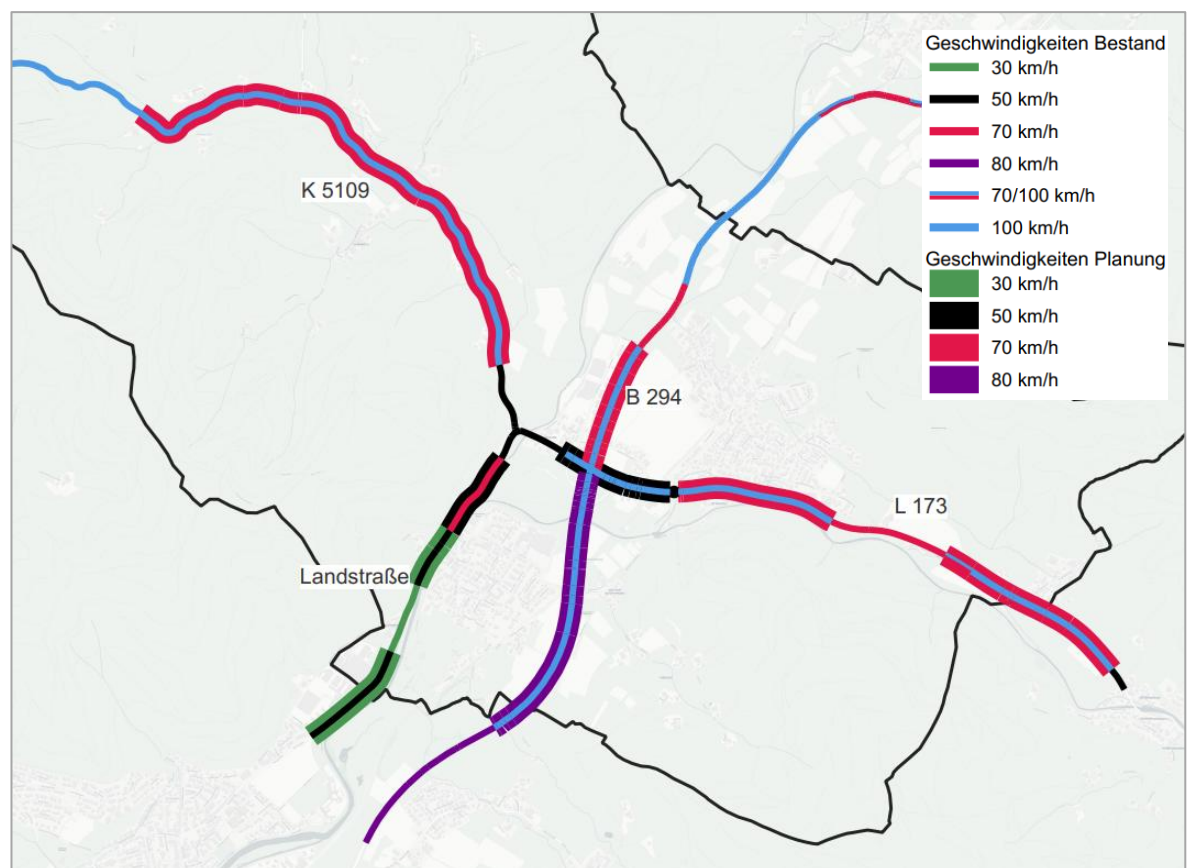 Geschwindigkeiten Bestand
30 km/h
50 km/h
70 km/h
80 km/h
70/100 km/h
100 km/h
Geschwindigkeiten Planung
30 km/h
50 km/h
70 km/h
80 km/h
K 5109
B 294
L 173
Landstraße